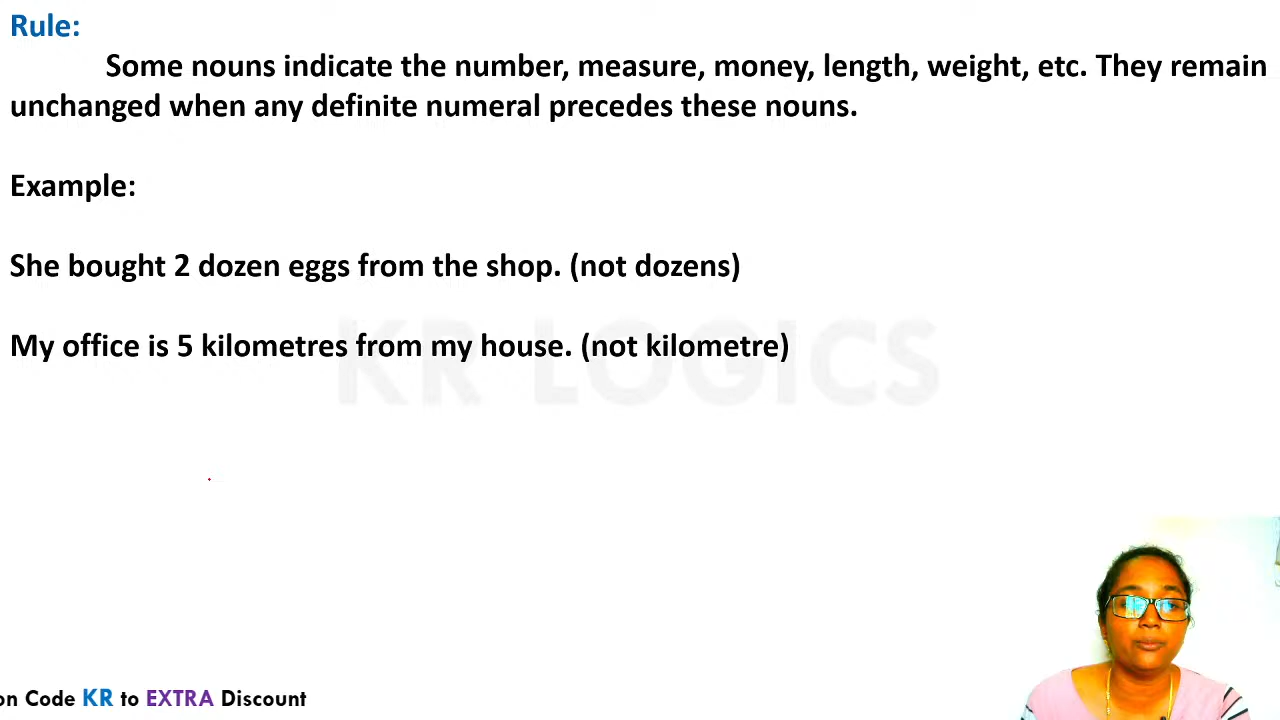 Rule:
Some nouns indicate the number, measure, money, length, weight, etc. They remain
unchanged when any definite numeral precedes these nouns.
Example:
She bought 2 dozen eggs from the shop. (not dozens)
My office is 5 kilometres from my house. (not kilometre)
KR LOGICS
on Code KR to EXTRA Discount